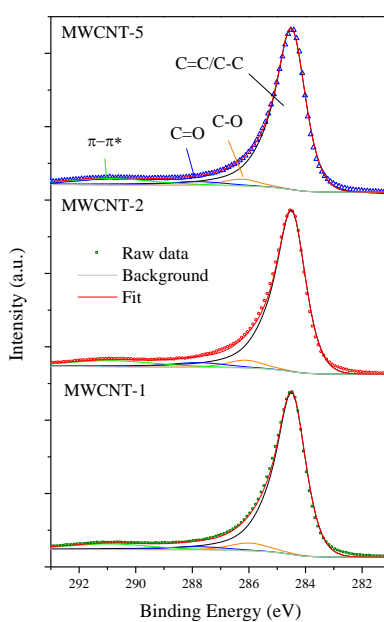 MWCNT-5
C=C/C-C
π−π*
C=O
C-O
MWCNT-2
Raw data
Background
Fit
MWCNT-1
Intensity (a.u.)
292 290 288 286 284 282
Binding Energy (eV)